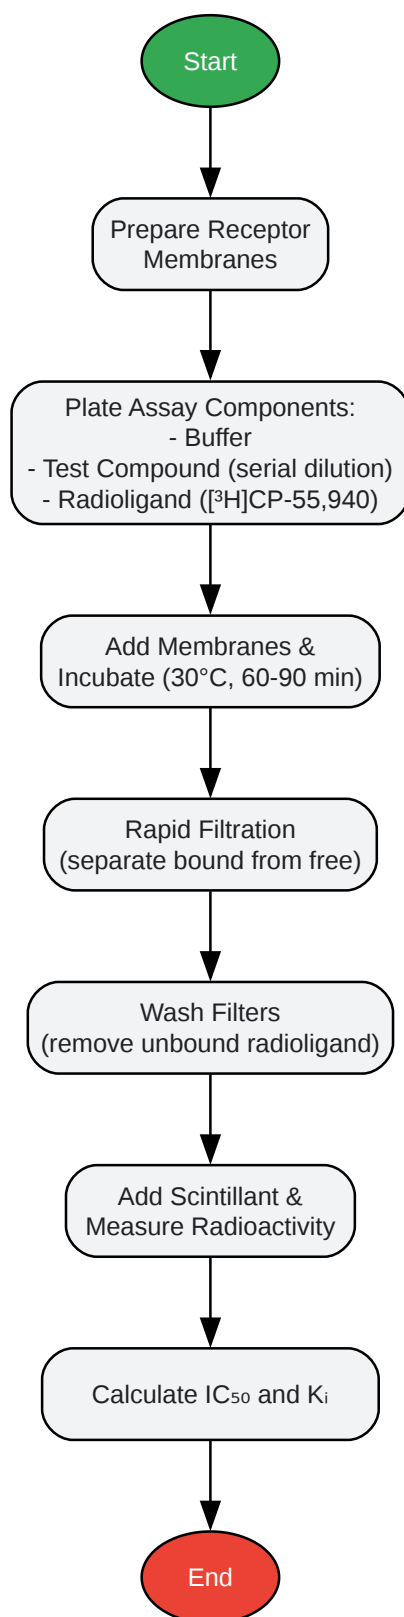 Start
Prepare Receptor
Membranes
Plate Assay Components:
- Buffer
- Test Compound (serial dilution)
- Radioligand ([³H]CP-55,940)
Add Membranes &
Incubate (30°C, 60-90 min)
Rapid Filtration
(separate bound from free)
Wash Filters
(remove unbound radioligand)
Add Scintillant &
Measure Radioactivity
Calculate IC₅₀ and Kᵢ
End